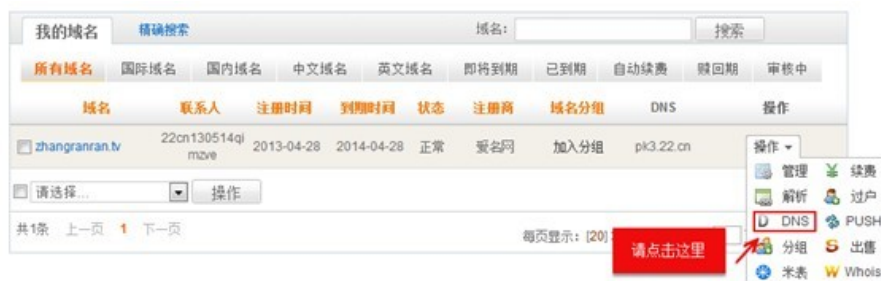 我的域名 精确搜索 域名: 搜索
所有域名 国际域名 国内域名 中文域名 英文域名 即将到期 已到期 自动续费 赎回期 审核中
域名 联系人 注册时间 到期时间 状态 注册商 域名分组 DNS 操作
zhangranran.tv 22cn130514qimzve 2013-04-28 2014-04-28 正常 爱名网 加入分组 pk3.22.cn 操作
管理 续费
请选择... 操作 解析 过户
DNS PUSH
共1条 上一页 1 下一页 每页显示: [20] 请点击这里 分组 出售
米表 Whois